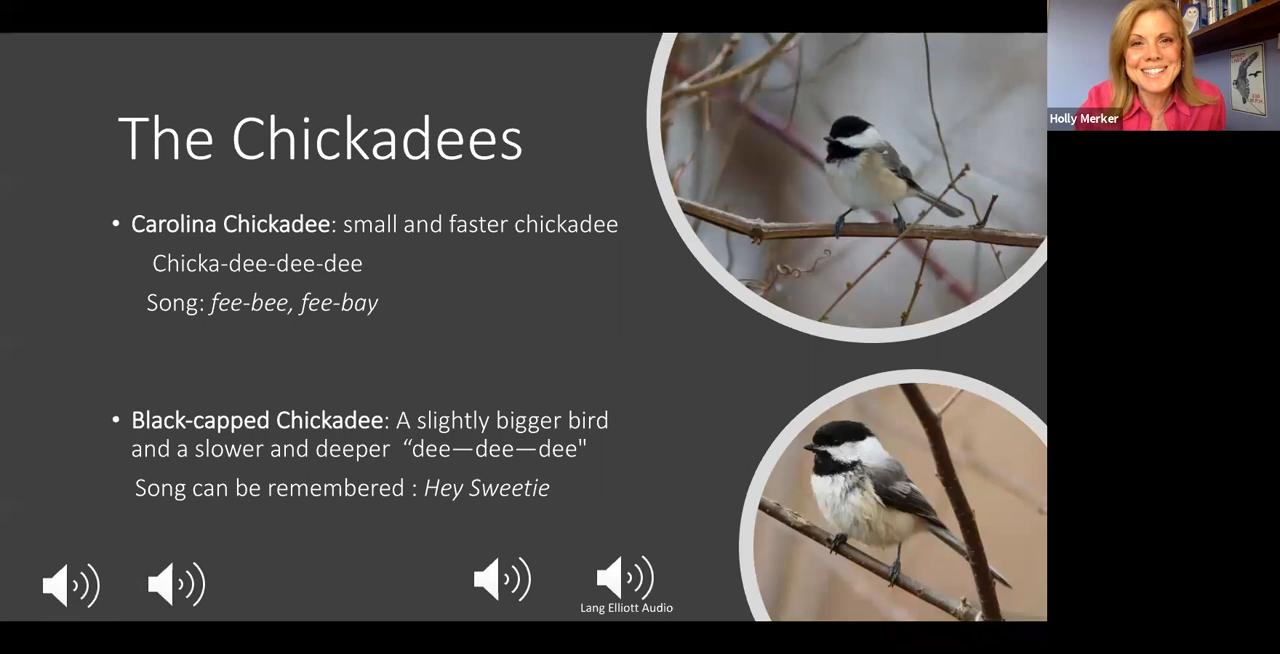 The Chickadees
• Carolina Chickadee: small and faster chickadee
Chicka-dee-dee-dee
Song: fee-bee, fee-bay
• Black-capped Chickadee: A slightly bigger bird
and a slower and deeper “dee—dee—dee"
Song can be remembered : Hey Sweetie
Lang Elliott Audio
Holly Merker